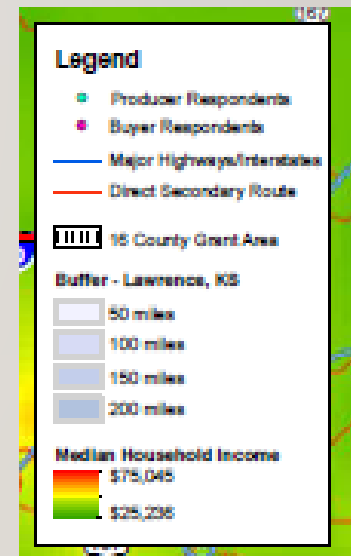 Legend
Producer Respondents
Buyer Respondents
Major Highways/Interstates
Direct Secondary Route
16 County Grant Area
Buffer - Lawrence, KS
50 miles
100 miles
150 miles
200 miles
Median Household Income
$75,045
$25,236